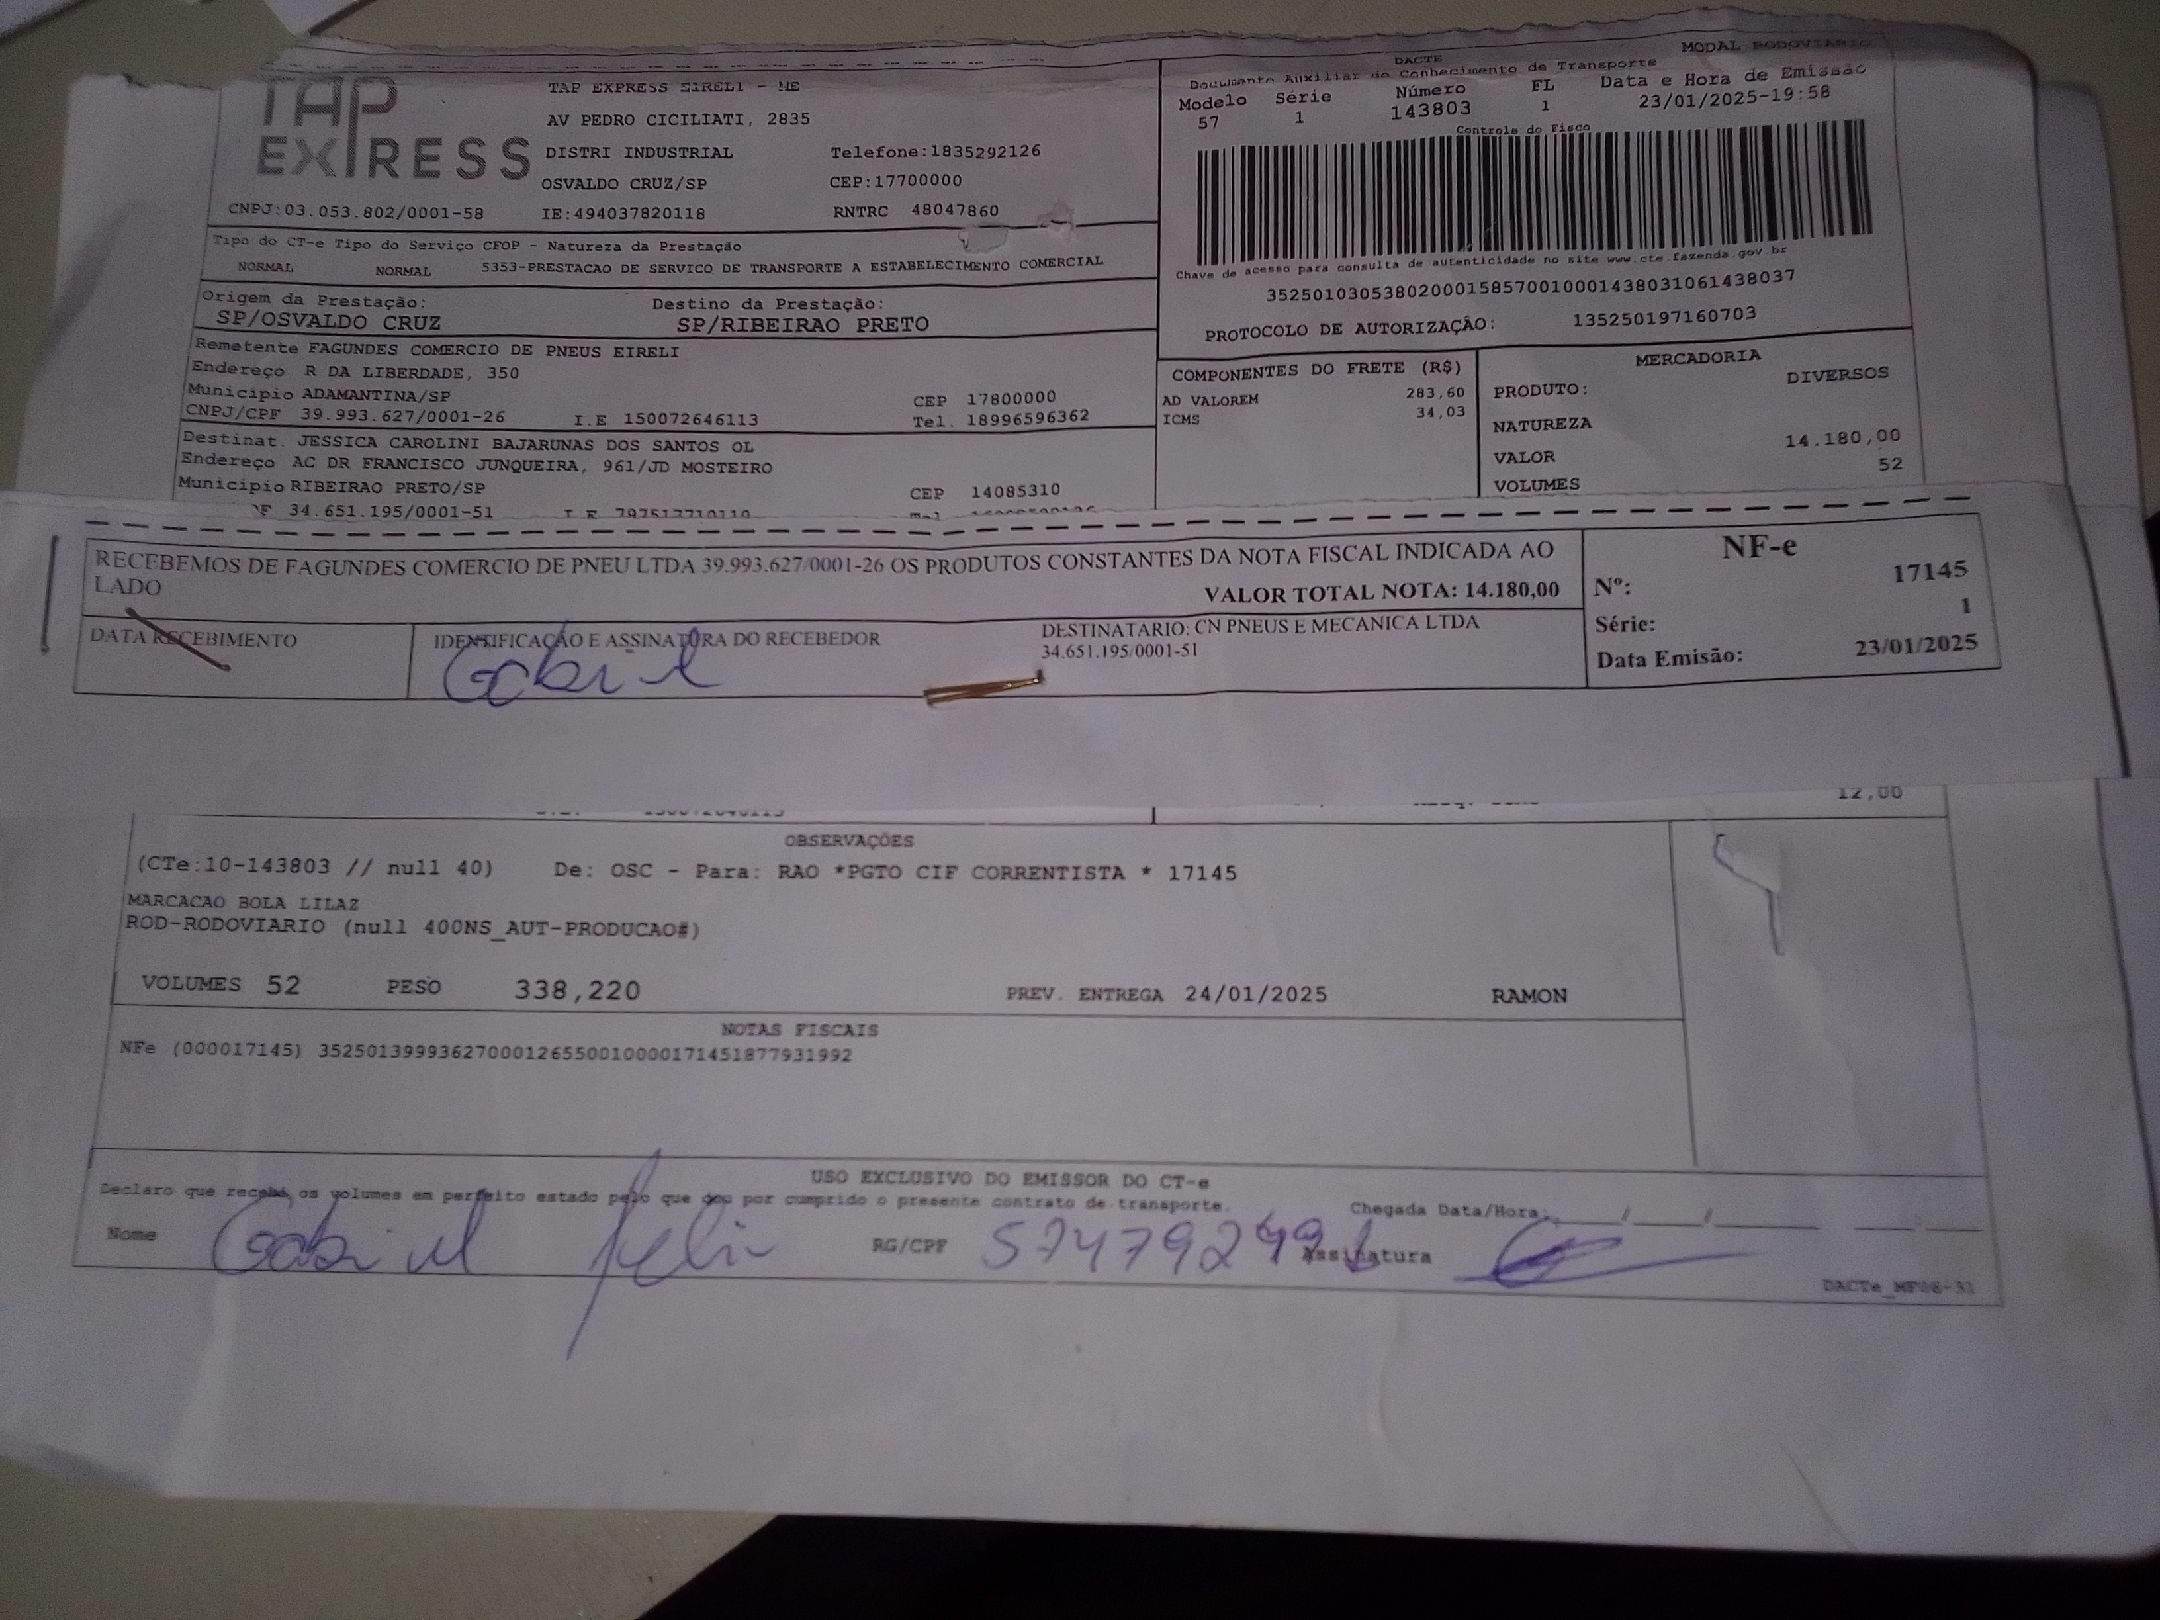 MODAL RODOVIARIO
DACTE
Documento Auxiliar do Conhecimento de Transporte
Modelo Série Número FL Data e Hora de Emissão
57 1 143803 1 23/01/2025-19:58
Controle do Fisco
TAP EXPRESS
TAP EXPRESS EIRELI - ME
AV PEDRO CICILIATI, 2835
DISTRI INDUSTRIAL Telefone:1835292126
OSVALDO CRUZ/SP CEP:17700000
CNPJ:03.053.802/0001-58 IE:494037820118 RNTRC 48047860
Tipo do CT-e Tipo do Serviço CFOP - Natureza da Prestação
NORMAL NORMAL 5353-PRESTACAO DE SERVICO DE TRANSPORTE A ESTABELECIMENTO COMERCIAL
Chave de acesso para consulta de autenticidade no site www.cte.fazenda.gov.br
35250103053802000158570010001438031061438037
PROTOCOLO DE AUTORIZAÇÃO: 135250197160703
Origem da Prestação: Destino da Prestação:
SP/OSVALDO CRUZ SP/RIBEIRAO PRETO
Remetente FAGUNDES COMERCIO DE PNEUS EIRELI
Endereço R DA LIBERDADE, 350
Município ADAMANTINA/SP CEP 17800000
CNPJ/CPF 39.993.627/0001-26 I.E 150072646113 Tel. 18996596362
Destinat. JESSICA CAROLINI BAJARUNAS DOS SANTOS OL
Endereço AC DR FRANCISCO JUNQUEIRA, 961/JD MOSTEIRO
Município RIBEIRAO PRETO/SP CEP 14085310
34.651.195/0001-51
COMPONENTES DO FRETE (R$)
AD VALOREM 283,60
ICMS 34,03
MERCADORIA
PRODUTO: DIVERSOS
NATUREZA
VALOR 14.180,00
VOLUMES 52
RECEBEMOS DE FAGUNDES COMERCIO DE PNEU LTDA 39.993.627/0001-26 OS PRODUTOS CONSTANTES DA NOTA FISCAL INDICADA AO
LADO
VALOR TOTAL NOTA: 14.180,00
DATA RECEBIMENTO
IDENTIFICAÇÃO E ASSINATURA DO RECEBEDOR
Gabriel
DESTINATARIO: CN PNEUS E MECANICA LTDA
34.651.195/0001-51
NF-e
Nº: 17145
Série: 1
Data Emisão: 23/01/2025
12,00
OBSERVAÇÕES
(CTe:10-143803 // null 40) De: OSC - Para: RAO *PGTO CIF CORRENTISTA * 17145
MARCACAO BOLA LILAZ
ROD-RODOVIARIO (null 400NS_AUT-PRODUCAO#)
VOLUMES 52 PESO 338,220 PREV. ENTREGA 24/01/2025 RAMON
NOTAS FISCAIS
NFe (000017145) 35250139993627000126550010000171451877931992
USO EXCLUSIVO DO EMISSOR DO CT-e
Declaro que recebi os volumes em perfeito estado pelo que dou por cumprido o presente contrato de transporte.
Chegada Data/Hora:
Nome Gabriel Felix RG/CPF Assinatura